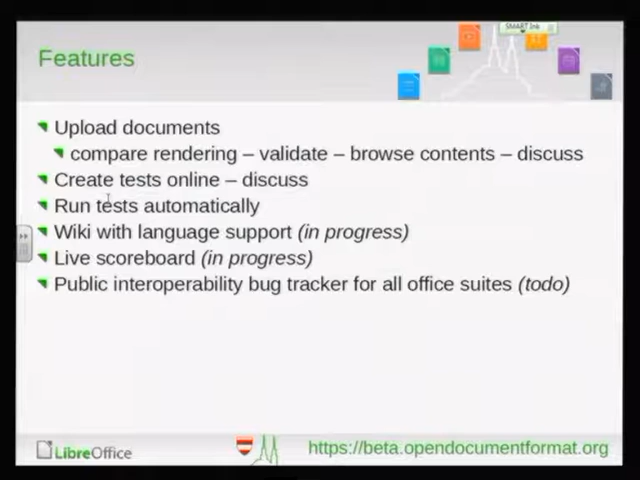 SMART Ink
Features
Upload documents
compare rendering – validate – browse contents – discuss
Create tests online – discuss
Run tests automatically
Wiki with language support (in progress)
Live scoreboard (in progress)
Public interoperability bug tracker for all office suites (todo)
LibreOffice
https://beta.opendocumentformat.org